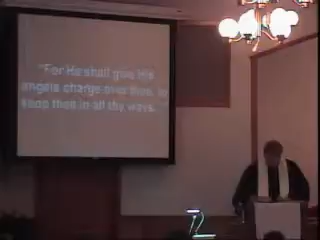 "For He shall give His
angels charge over thee, to
keep thee in all thy ways."